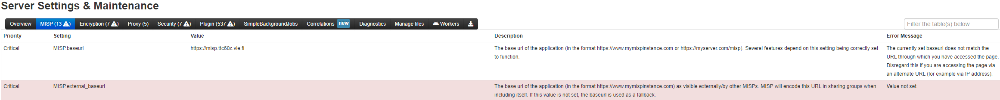 Server Settings & Maintenance
Overview MISP (13 ⚠) Encryption (7 ⚠) Proxy (5) Security (7 ⚠) Plugin (537 ⚠) SimpleBackgroundJobs Correlations new Diagnostics Manage files Workers Filter the table(s) below
Priority Setting Value Description Error Message
Critical MISP.baseurl https://misp.ttc60z.vle.fi The base url of the application (in the format https://www.mymispinstance.com or https://myserver.com/misp). Several features depend on this setting being correctly set The currently set baseurl does not match the
to function. URL through which you have accessed the page.
Disregard this if you are accessing the page via
an alternate URL (for example via IP address).
Critical MISP.external_baseurl The base url of the application (in the format https://www.mymispinstance.com) as visible externally/by other MISPs. MISP will encode this URL in sharing groups when Value not set.
including itself. If this value is not set, the baseurl is used as a fallback.